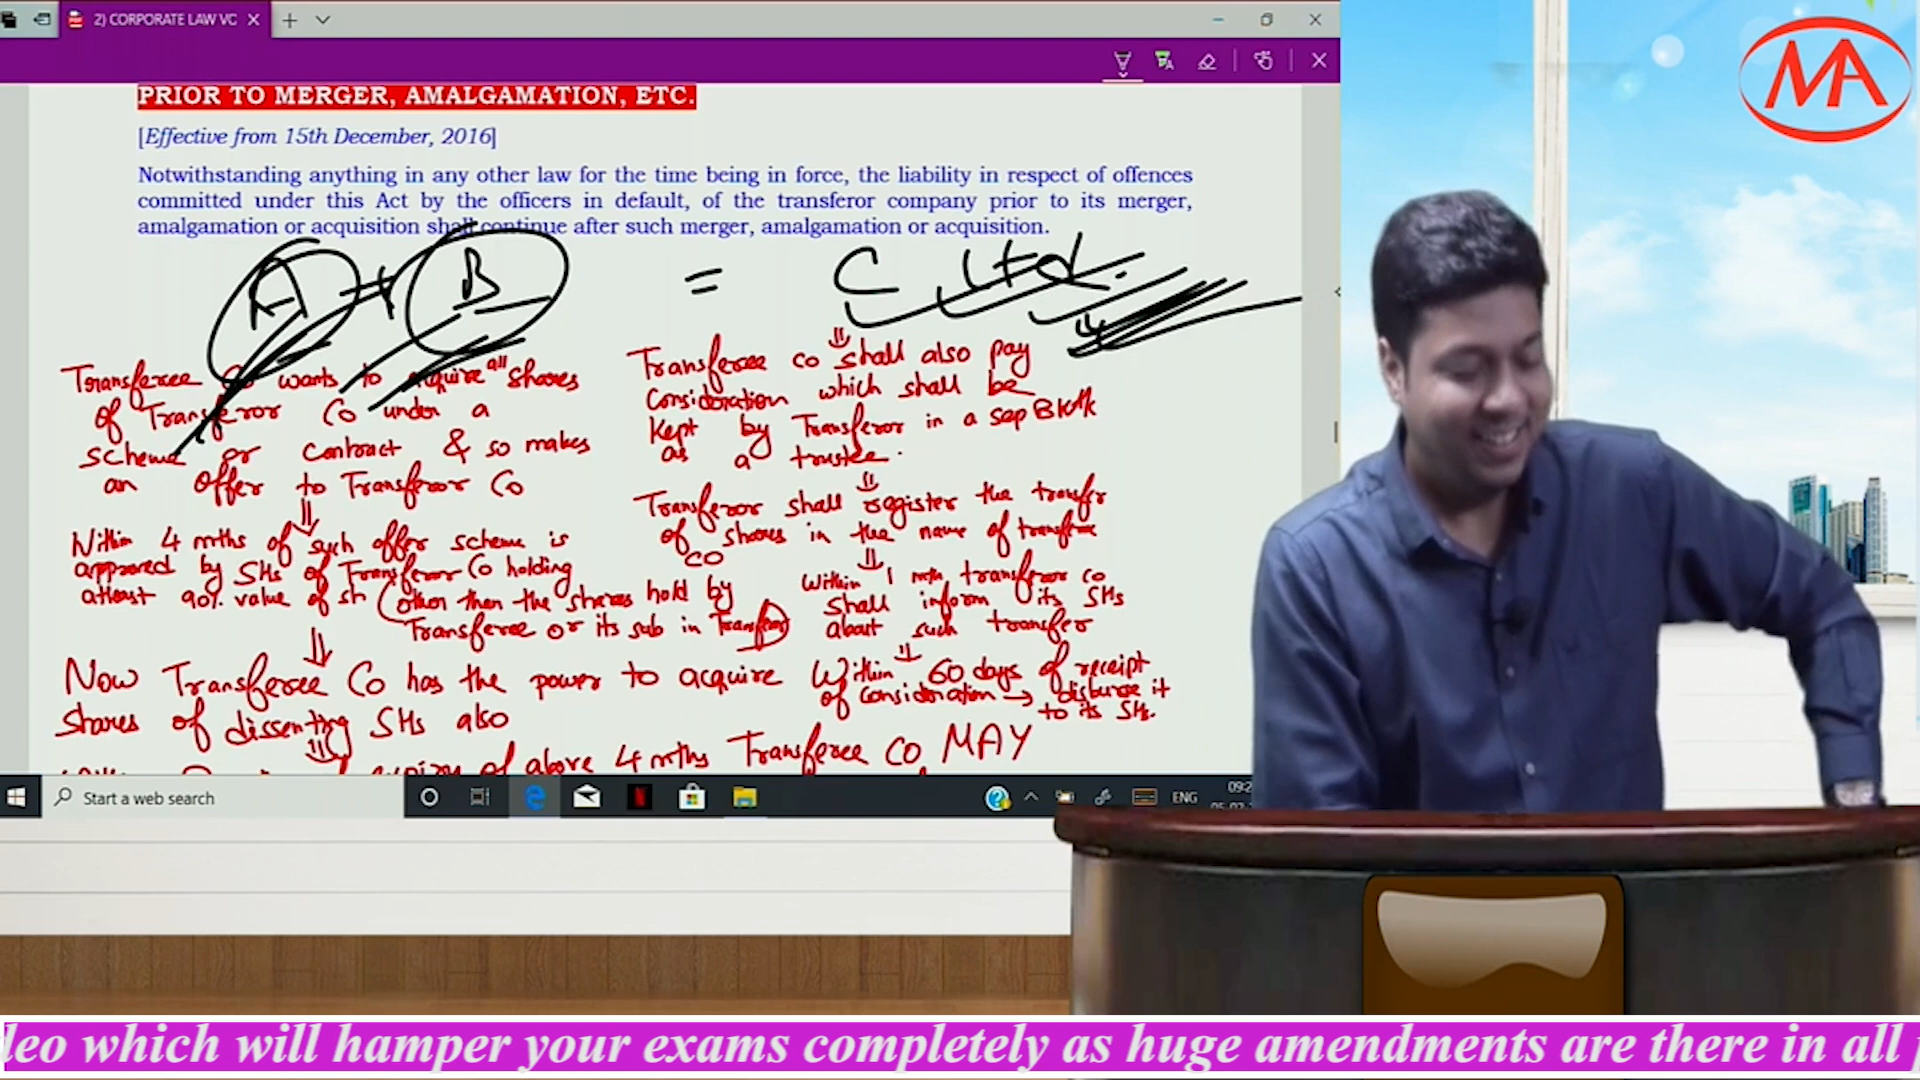 2) CORPORATE LAW VC
MA
PRIOR TO MERGER, AMALGAMATION, ETC.
[Effective from 15th December, 2016]
Notwithstanding anything in any other law for the time being in force, the liability in respect of offences
committed under this Act by the officers in default, of the transferor company prior to its merger,
amalgamation or acquisition shall continue after such merger, amalgamation or acquisition.
A + B = C Ltd.
Transferee Co wants to acquire all shares
of Transferor Co under a
scheme or contract & so makes
an offer to Transferor Co
Within 4 mths of such offer scheme is
approved by SHs of Transferor Co holding
atleast 90% value of sh (other then the shares held by
Transferee or its sub in
Now Transferee Co has the power to acquire
shares of dissenting SHs also
expiry of above 4 mths Transferee Co MAY
Transferee co shall also pay
Consideration which shall be
kept by Transferor in a sep
as a trustee.
Transferor shall register the transfer
of shares in the name of transferee
CO
Within 1 mth transferor co
shall inform its SHs
about such transfer
Within 60 days of receipt
of consideration → disburse it
to its SHs.
Start a web search
ENG
leo which will hamper your exams completely as huge amendments are there in all